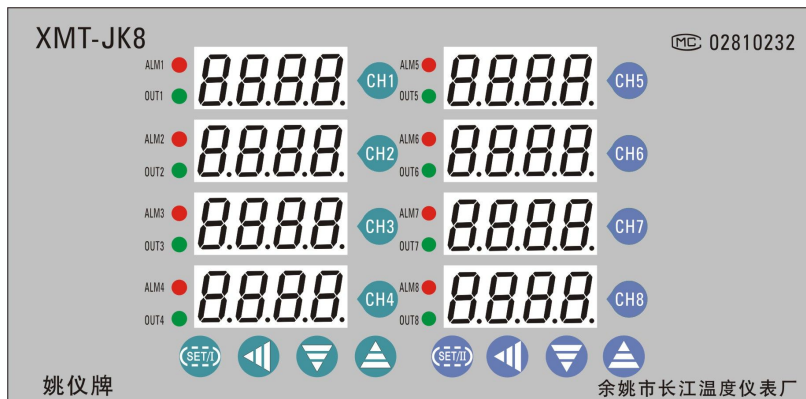 XMT-JK8
MC 02810232
ALM1 8.8.8.8. CH1
OUT1
ALM5 8.8.8.8. CH5
OUT5
ALM2 8.8.8.8. CH2
OUT2
ALM6 8.8.8.8. CH6
OUT6
ALM3 8.8.8.8. CH3
OUT3
ALM7 8.8.8.8. CH7
OUT7
ALM4 8.8.8.8. CH4
OUT4
ALM8 8.8.8.8. CH8
OUT8
SET/I
SET/II
姚仪牌
余姚市长江温度仪表厂